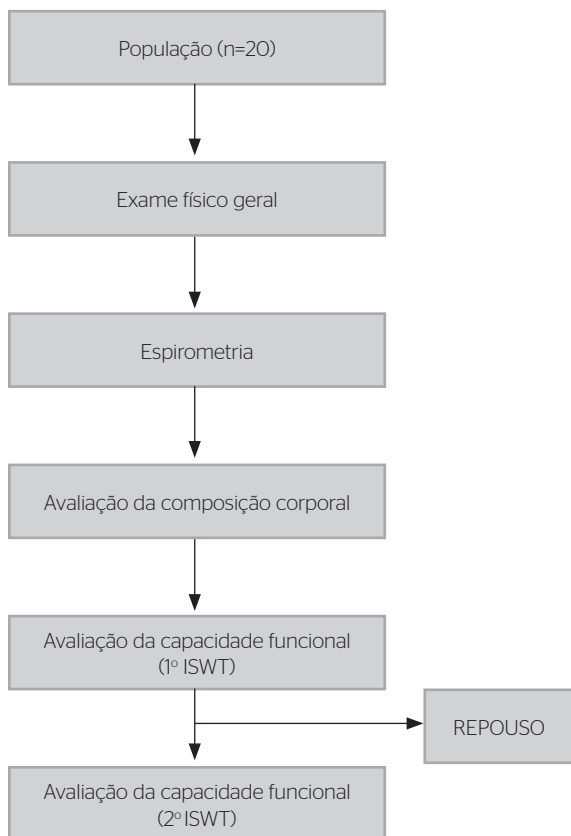 População (n=20)
Exame físico geral
Espirometria
Avaliação da composição corporal
Avaliação da capacidade funcional
(1º ISWT)
REPOUSO
Avaliação da capacidade funcional
(2º ISWT)